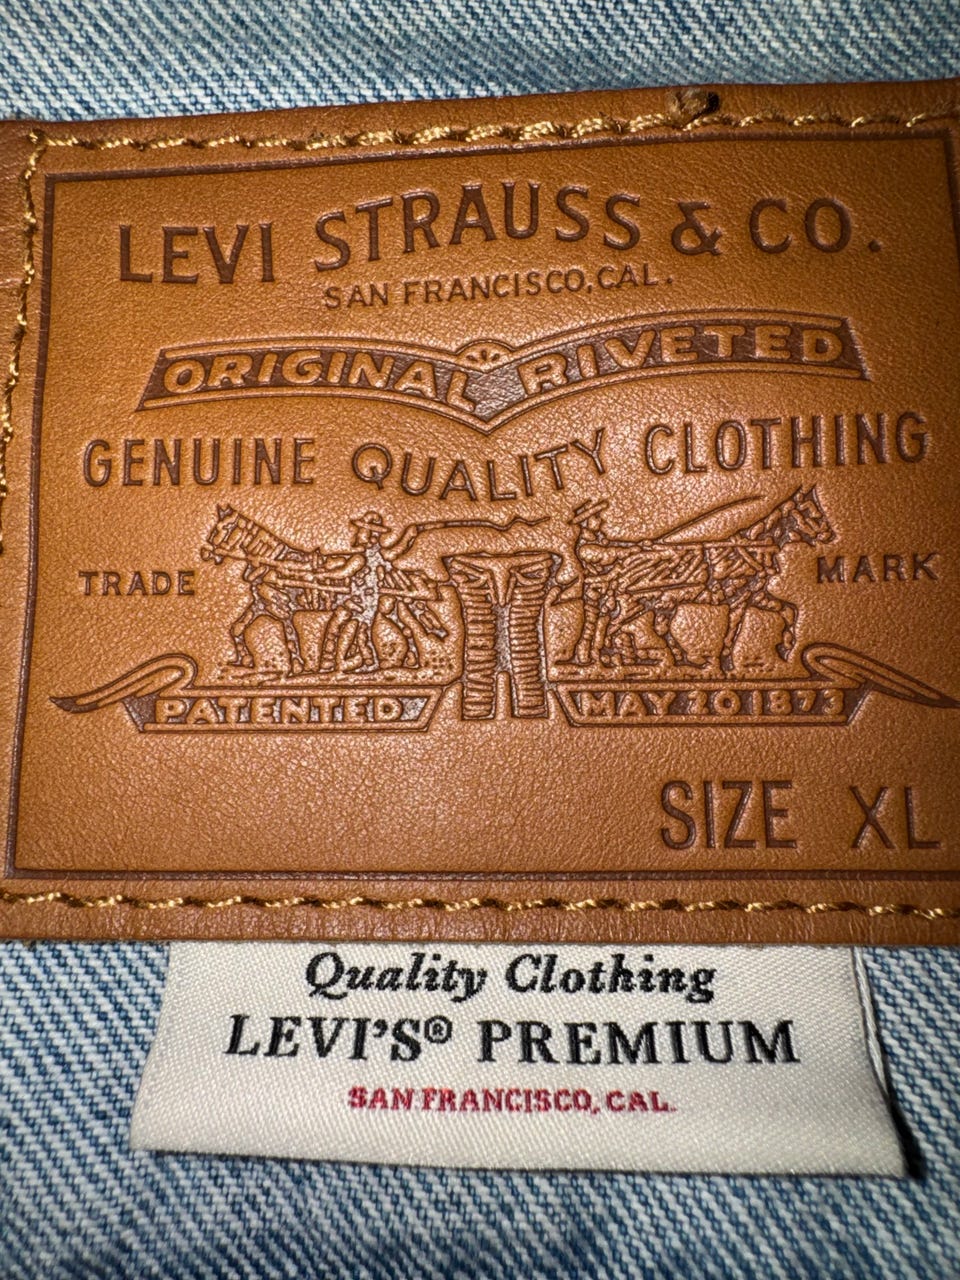 LEVI STRAUSS & CO.
SAN FRANCISCO, CAL.
ORIGINAL RIVETED
GENUINE QUALITY CLOTHING
TRADE MARK
PATENTED MAY 20 1873
SIZE XL
Quality Clothing
LEVI'S® PREMIUM
SAN FRANCISCO, CAL.